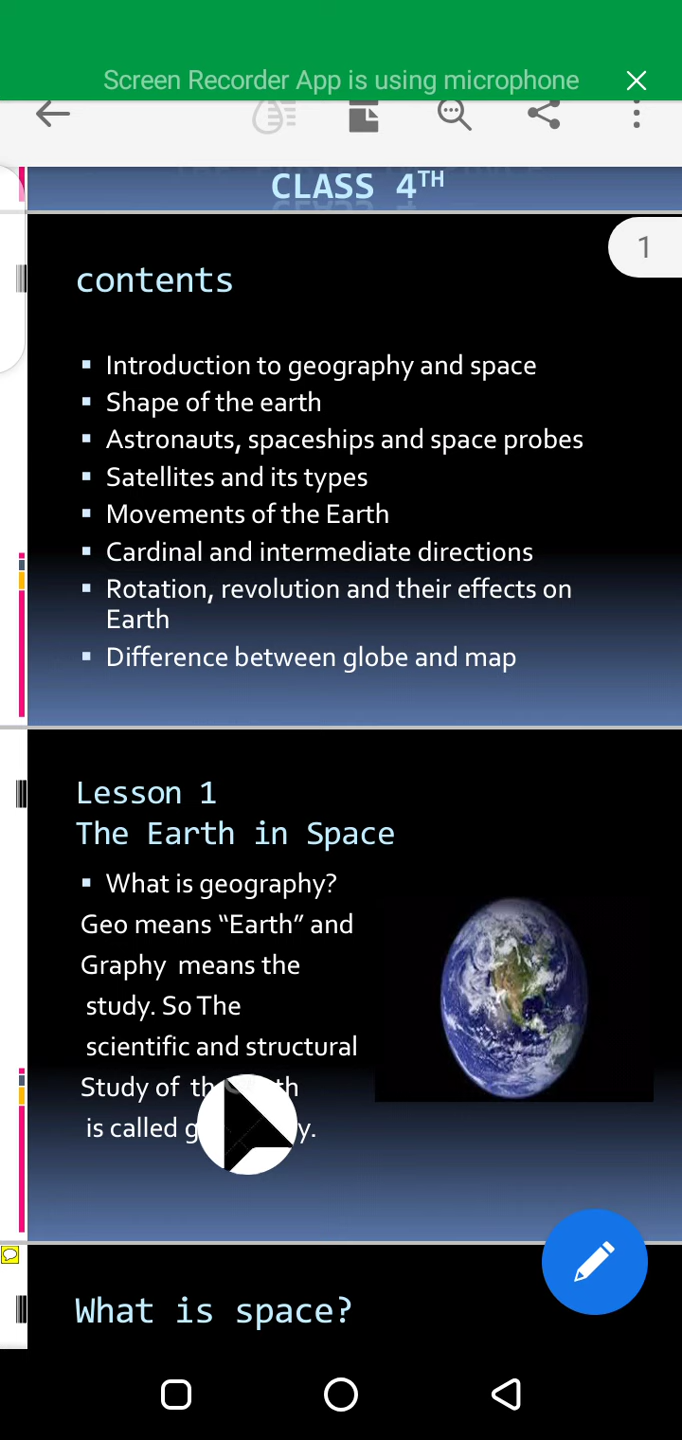 Screen Recorder App is using microphone
CLASS 4TH
1
contents
Introduction to geography and space
Shape of the earth
Astronauts, spaceships and space probes
Satellites and its types
Movements of the Earth
Cardinal and intermediate directions
Rotation, revolution and their effects on
Earth
Difference between globe and map
Lesson 1
The Earth in Space
What is geography?
Geo means “Earth” and
Graphy means the
study. So The
scientific and structural
Study of
is called
What is space?